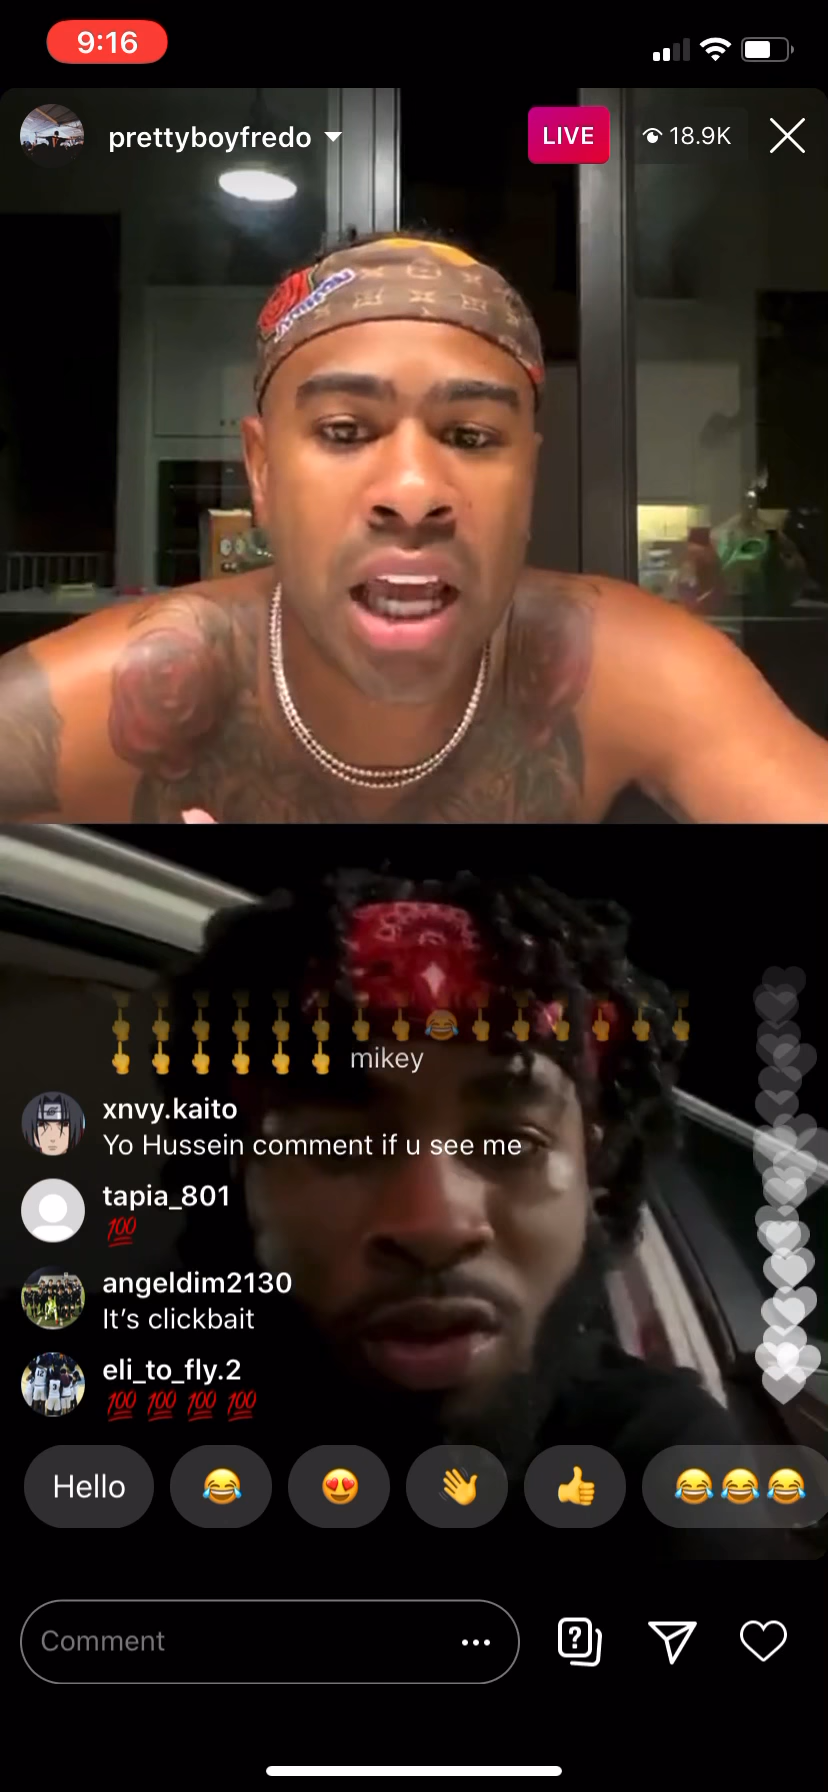 9:16
prettyboyfredo
LIVE
18.9K
mikey
xnvy.kaito
Yo Hussein comment if u see me
tapia_801
💯
angeldim2130
It’s clickbait
eli_to_fly.2
💯 💯 💯 💯
Hello
Comment